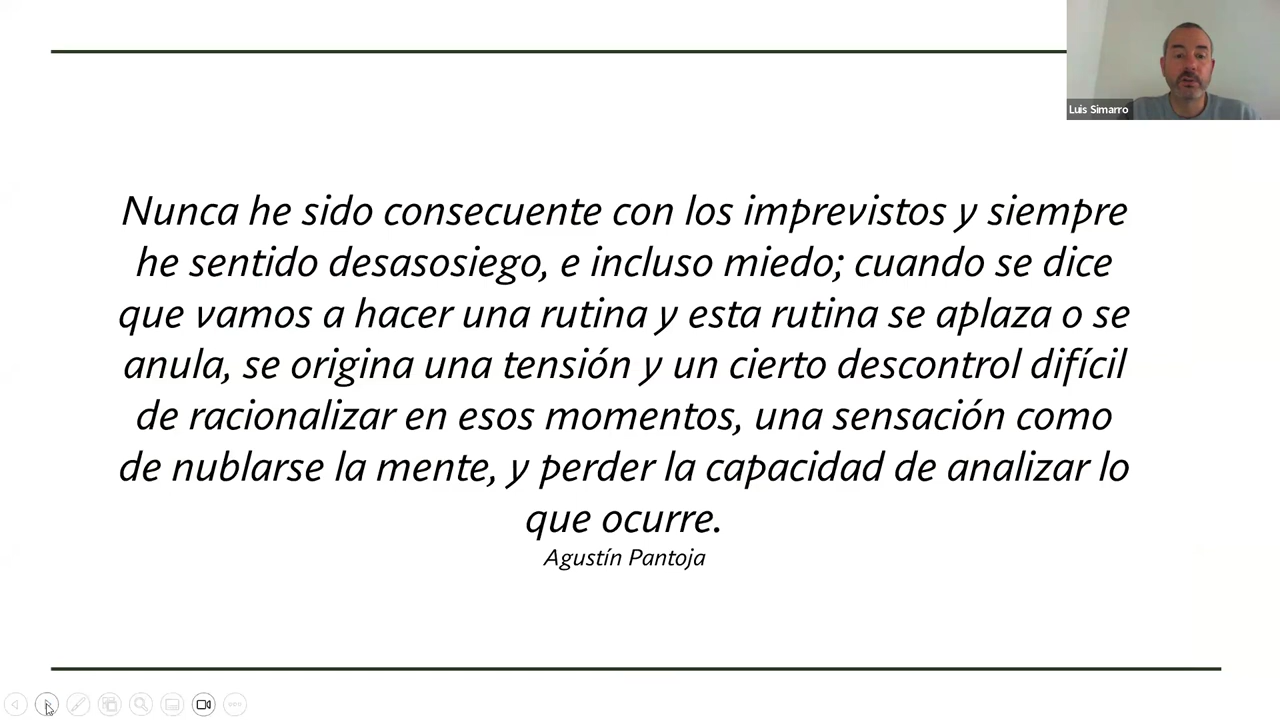 Luis Simarro
Nunca he sido consecuente con los imprevistos y siempre
he sentido desasosiego, e incluso miedo; cuando se dice
que vamos a hacer una rutina y esta rutina se aplaza o se
anula, se origina una tensión y un cierto descontrol difícil
de racionalizar en esos momentos, una sensación como
de nublarse la mente, y perder la capacidad de analizar lo
que ocurre.
Agustín Pantoja